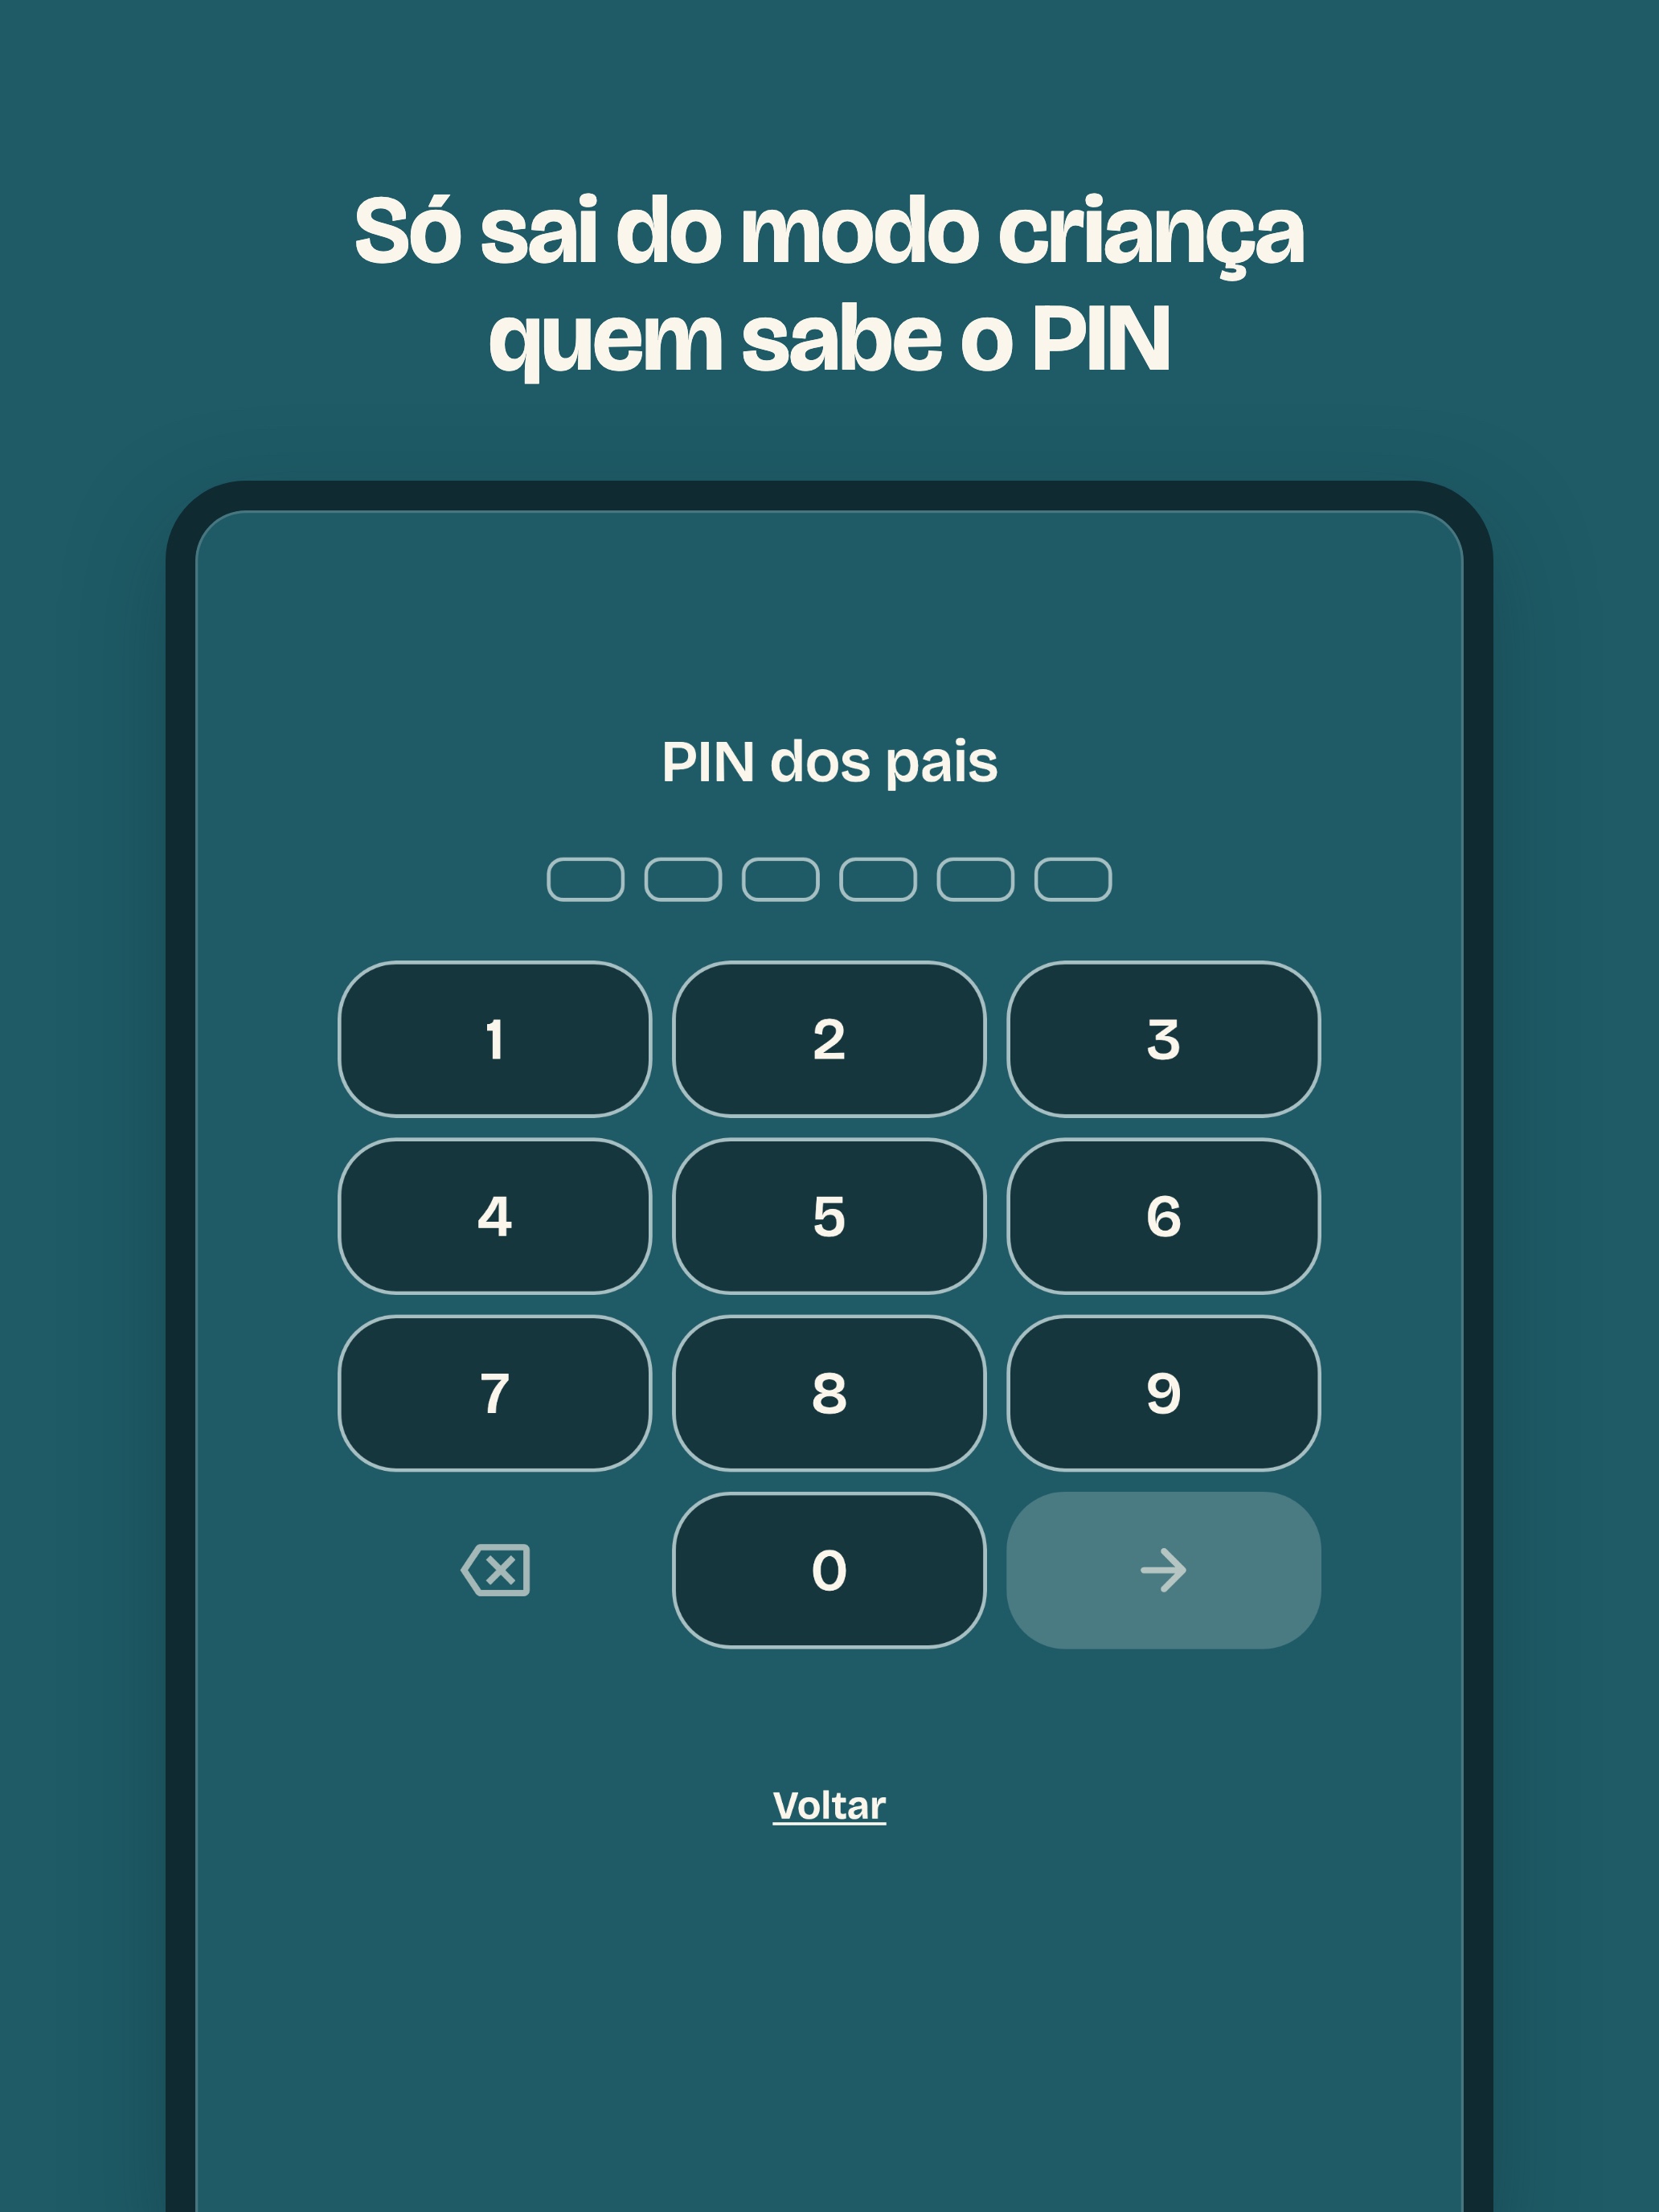 Só sai do modo criança
quem sabe o PIN
PIN dos pais
1 2 3
4 5 6
7 8 9
0
Voltar